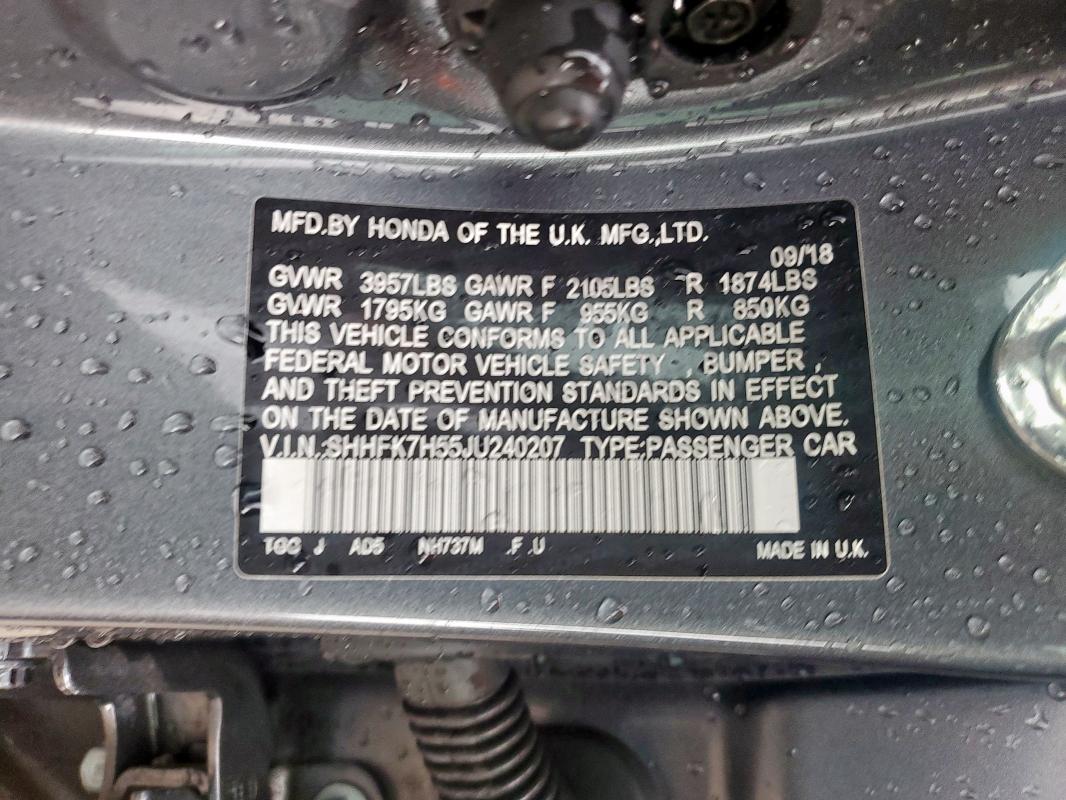 MFD.BY HONDA OF THE U.K. MFG.,LTD.
09/18
GVWR 3957LBS GAWR F 2105LBS R 1874LBS
GVWR 1795KG GAWR F 955KG R 850KG
THIS VEHICLE CONFORMS TO ALL APPLICABLE
FEDERAL MOTOR VEHICLE SAFETY , BUMPER ,
AND THEFT PREVENTION STANDARDS IN EFFECT
ON THE DATE OF MANUFACTURE SHOWN ABOVE.
V.I.N.:SHHFK7H55JU240207 TYPE:PASSENGER CAR
TGG J AD5 NH737M .F .U
MADE IN U.K.